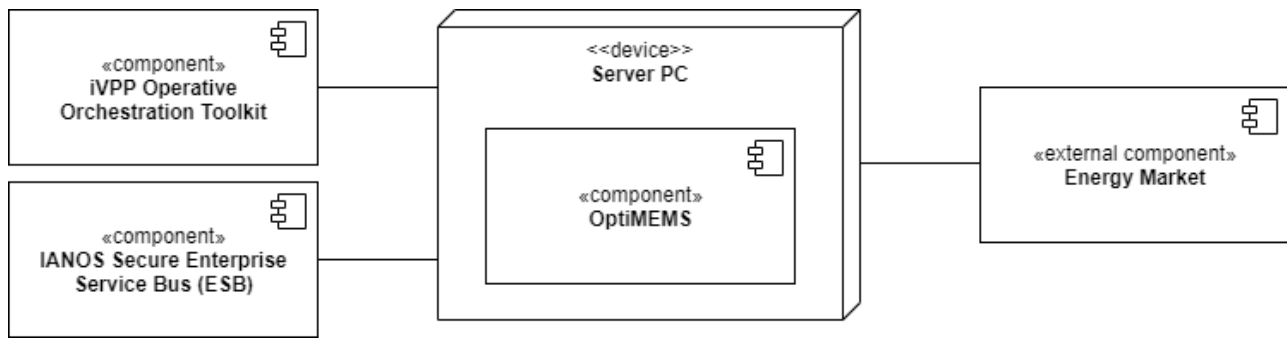 «component»
iVPP Operative
Orchestration Toolkit
«component»
IANOS Secure Enterprise
Service Bus (ESB)
<<device>>
Server PC
«component»
OptiMEMS
«external component»
Energy Market